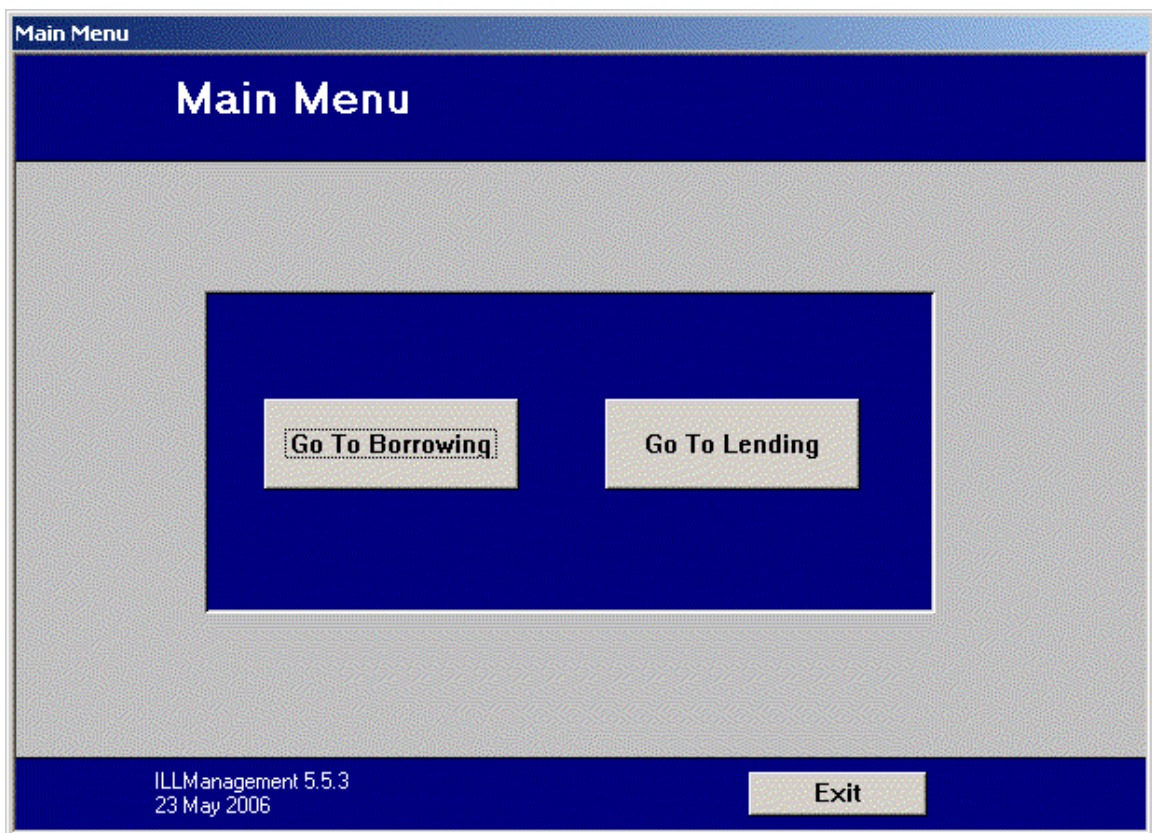 Main Menu
Main Menu
Go To Borrowing
Go To Lending
ILLManagement 5.5.3
23 May 2006
Exit